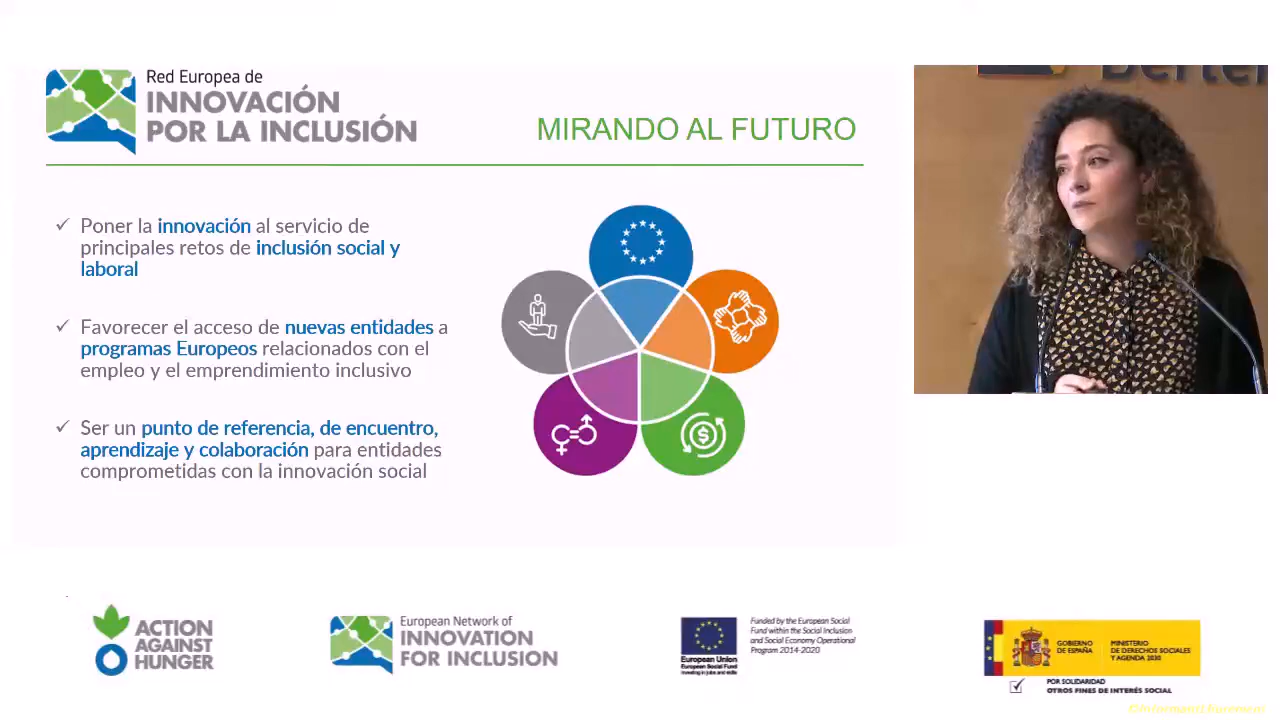 Red Europea de
INNOVACIÓN
POR LA INCLUSIÓN
MIRANDO AL FUTURO
✓ Poner la innovación al servicio de
principales retos de inclusión social y
laboral
✓ Favorecer el acceso de nuevas entidades a
programas Europeos relacionados con el
empleo y el emprendimiento inclusivo
✓ Ser un punto de referencia, de encuentro,
aprendizaje y colaboración para entidades
comprometidas con la innovación social
$
ACTION
AGAINST
HUNGER
European Network of
INNOVATION
FOR INCLUSION
European Union
European Social Fund
Investing in jobs and skills
Funded by the European Social
Fund within the Social Inclusion
and Social Economy Operational
Program 2014-2020
GOBIERNO
DE ESPAÑA
MINISTERIO
DE DERECHOS SOCIALES
Y AGENDA 2030
POR SOLIDARIDAD
OTROS FINES DE INTERÉS SOCIAL